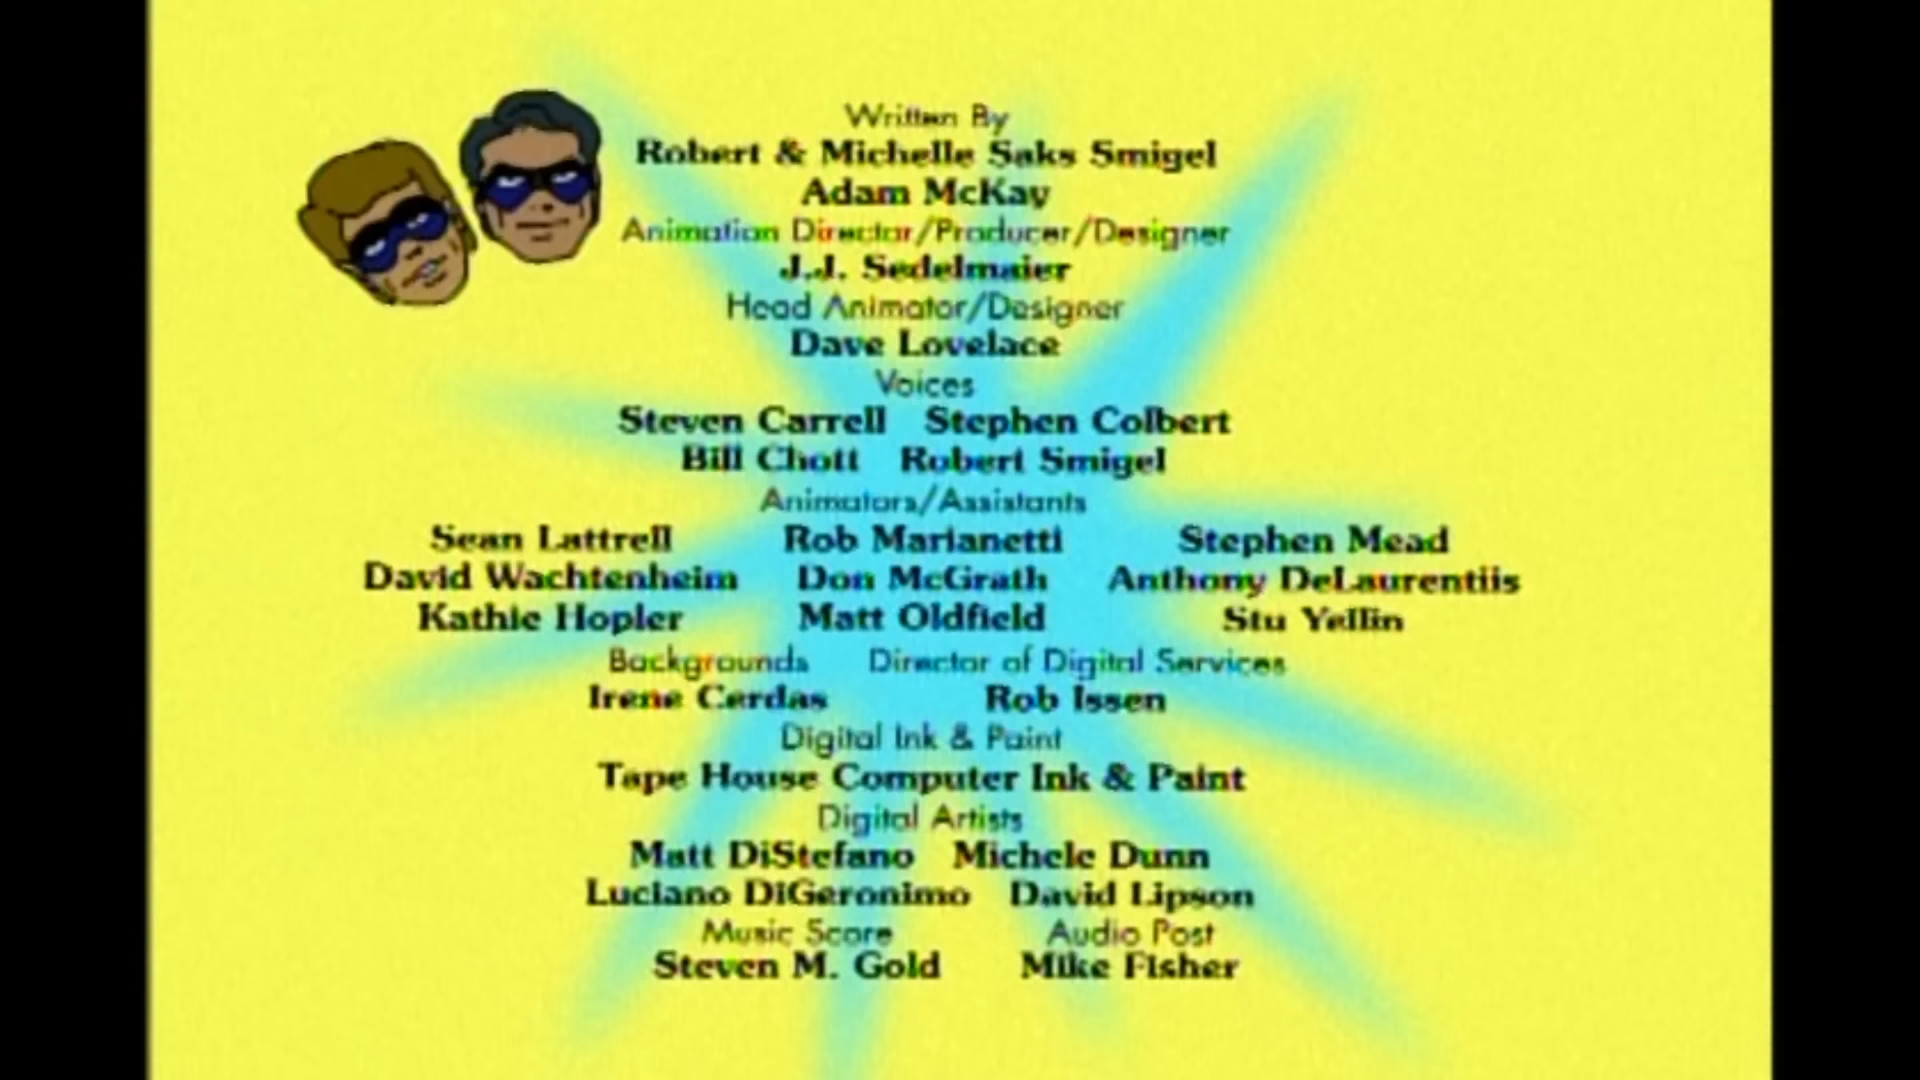 Written By
Robert & Michelle Saks Smigel
Adam McKay
Animation Director/Producer/Designer
J.J. Sedelmaier
Head Animator/Designer
Dave Lovelace
Voices
Steven Carrell Stephen Colbert
Bill Chott Robert Smigel
Animators/Assistants
Sean Lattrell Rob Marianetti Stephen Mead
David Wachtenheim Don McGrath Anthony DeLaurentiis
Kathie Hopler Matt Oldfield Stu Yellin
Backgrounds Director of Digital Services
Irene Cerdas Rob Issen
Digital Ink & Paint
Tape House Computer Ink & Paint
Digital Artists
Matt DiStefano Michele Dunn
Luciano DiGeronimo David Lipson
Music Score Audio Post
Steven M. Gold Mike Fisher